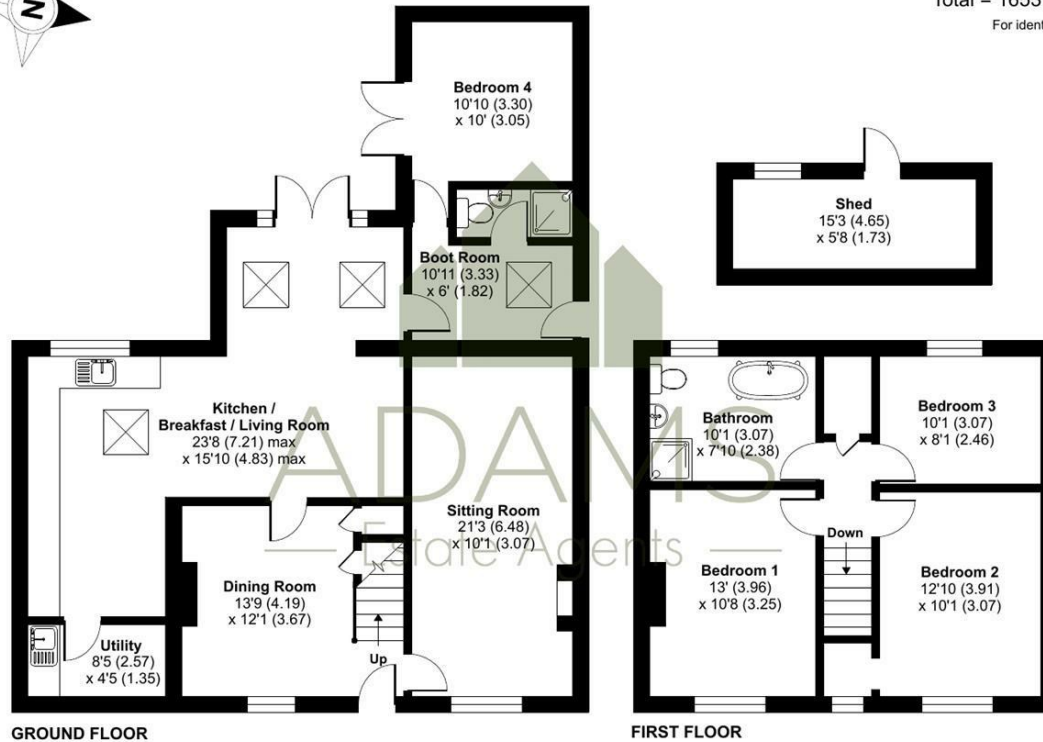 N
Total = 1653
For ident
Bedroom 4
10'10 (3.30)
x 10' (3.05)
Shed
15'3 (4.65)
x 5'8 (1.73)
Boot Room
10'11 (3.33)
x 6' (1.82)
Kitchen /
Breakfast / Living Room
23'8 (7.21) max
x 15'10 (4.83) max
Bathroom
10'1 (3.07)
x 7'10 (2.38)
Bedroom 3
10'1 (3.07)
x 8'1 (2.46)
ADAMS
Estate Agents
Sitting Room
21'3 (6.48)
x 10'1 (3.07)
Dining Room
13'9 (4.19)
x 12'1 (3.67)
Up
Utility
8'5 (2.57)
x 4'5 (1.35)
Down
Bedroom 1
13' (3.96)
x 10'8 (3.25)
Bedroom 2
12'10 (3.91)
x 10'1 (3.07)
GROUND FLOOR
FIRST FLOOR